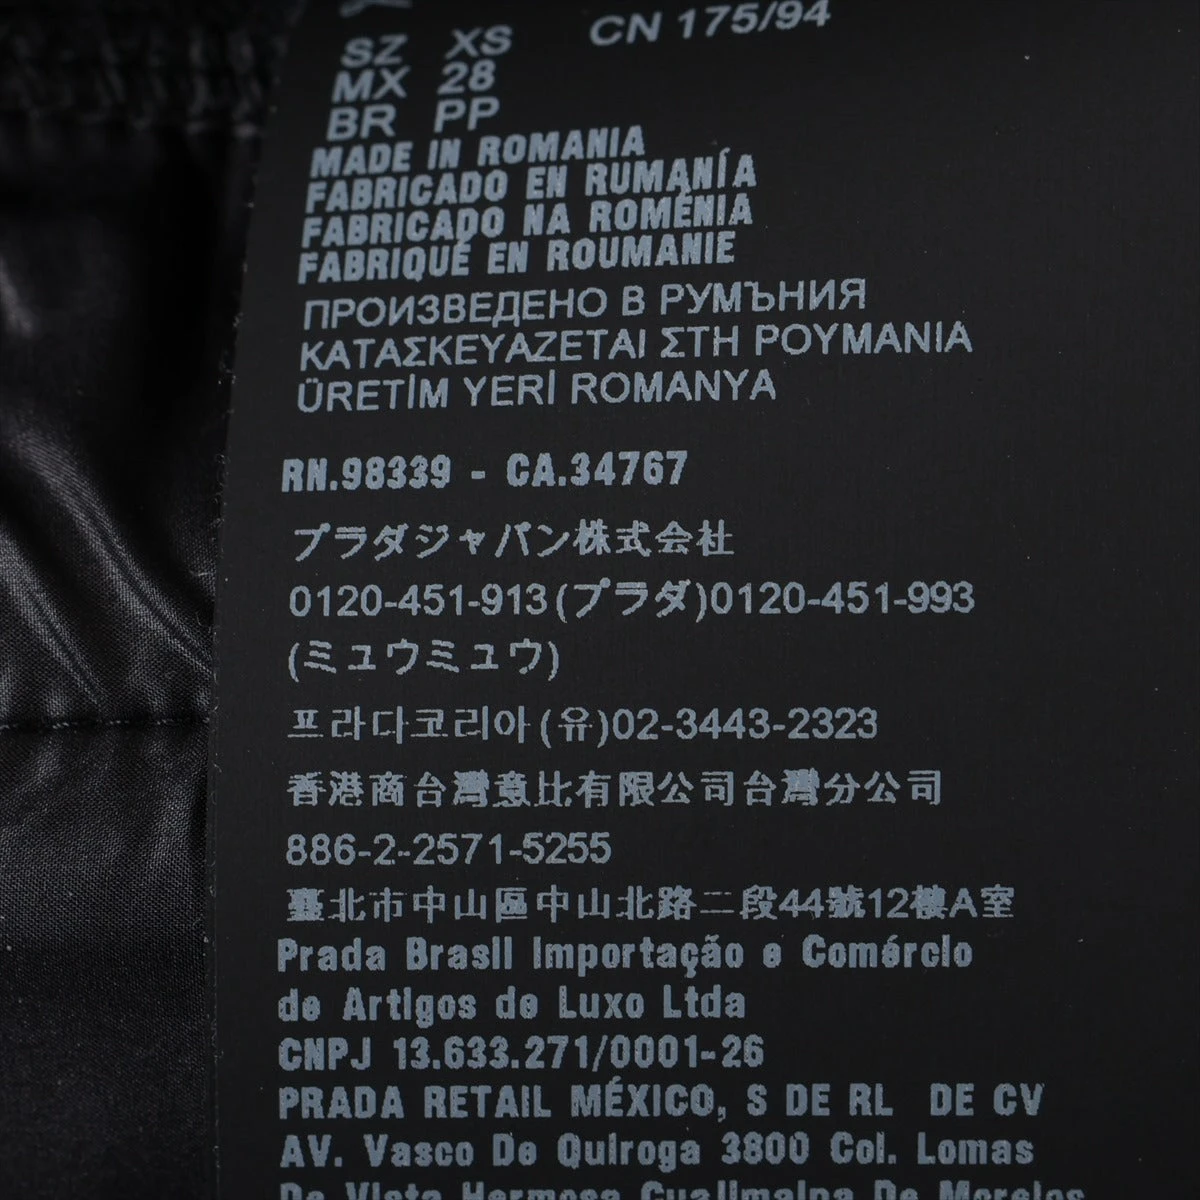 SZ XS CN 175/94
MX 28
BR PP
MADE IN ROMANIA
FABRICADO EN RUMANÍA
FABRICADO NA ROMÉNIA
FABRIQUÉ EN ROUMANIE
ПРОИЗВЕДЕНО В РУМЪНИЯ
ΚΑΤΑΣΚΕΥΑΖΕΤΑΙ ΣΤΗ ΡΟΥΜΑΝΙΑ
ÜRETİM YERİ ROMANYA
RN.98339 - CA.34767
プラダジャパン株式会社
0120-451-913(プラダ)0120-451-993
(ミュウミュウ)
프라다코리아(유)02-3443-2323
香港商台灣意比有限公司台灣分公司
886-2-2571-5255
臺北市中山區中山北路二段44號12樓A室
Prada Brasil Importação e Comércio
de Artigos de Luxo Ltda
CNPJ 13.633.271/0001-26
PRADA RETAIL MÉXICO, S DE RL DE CV
AV. Vasco De Quiroga 3800 Col. Lomas
De Vista Hermosa Cuajimalpa De Morelos